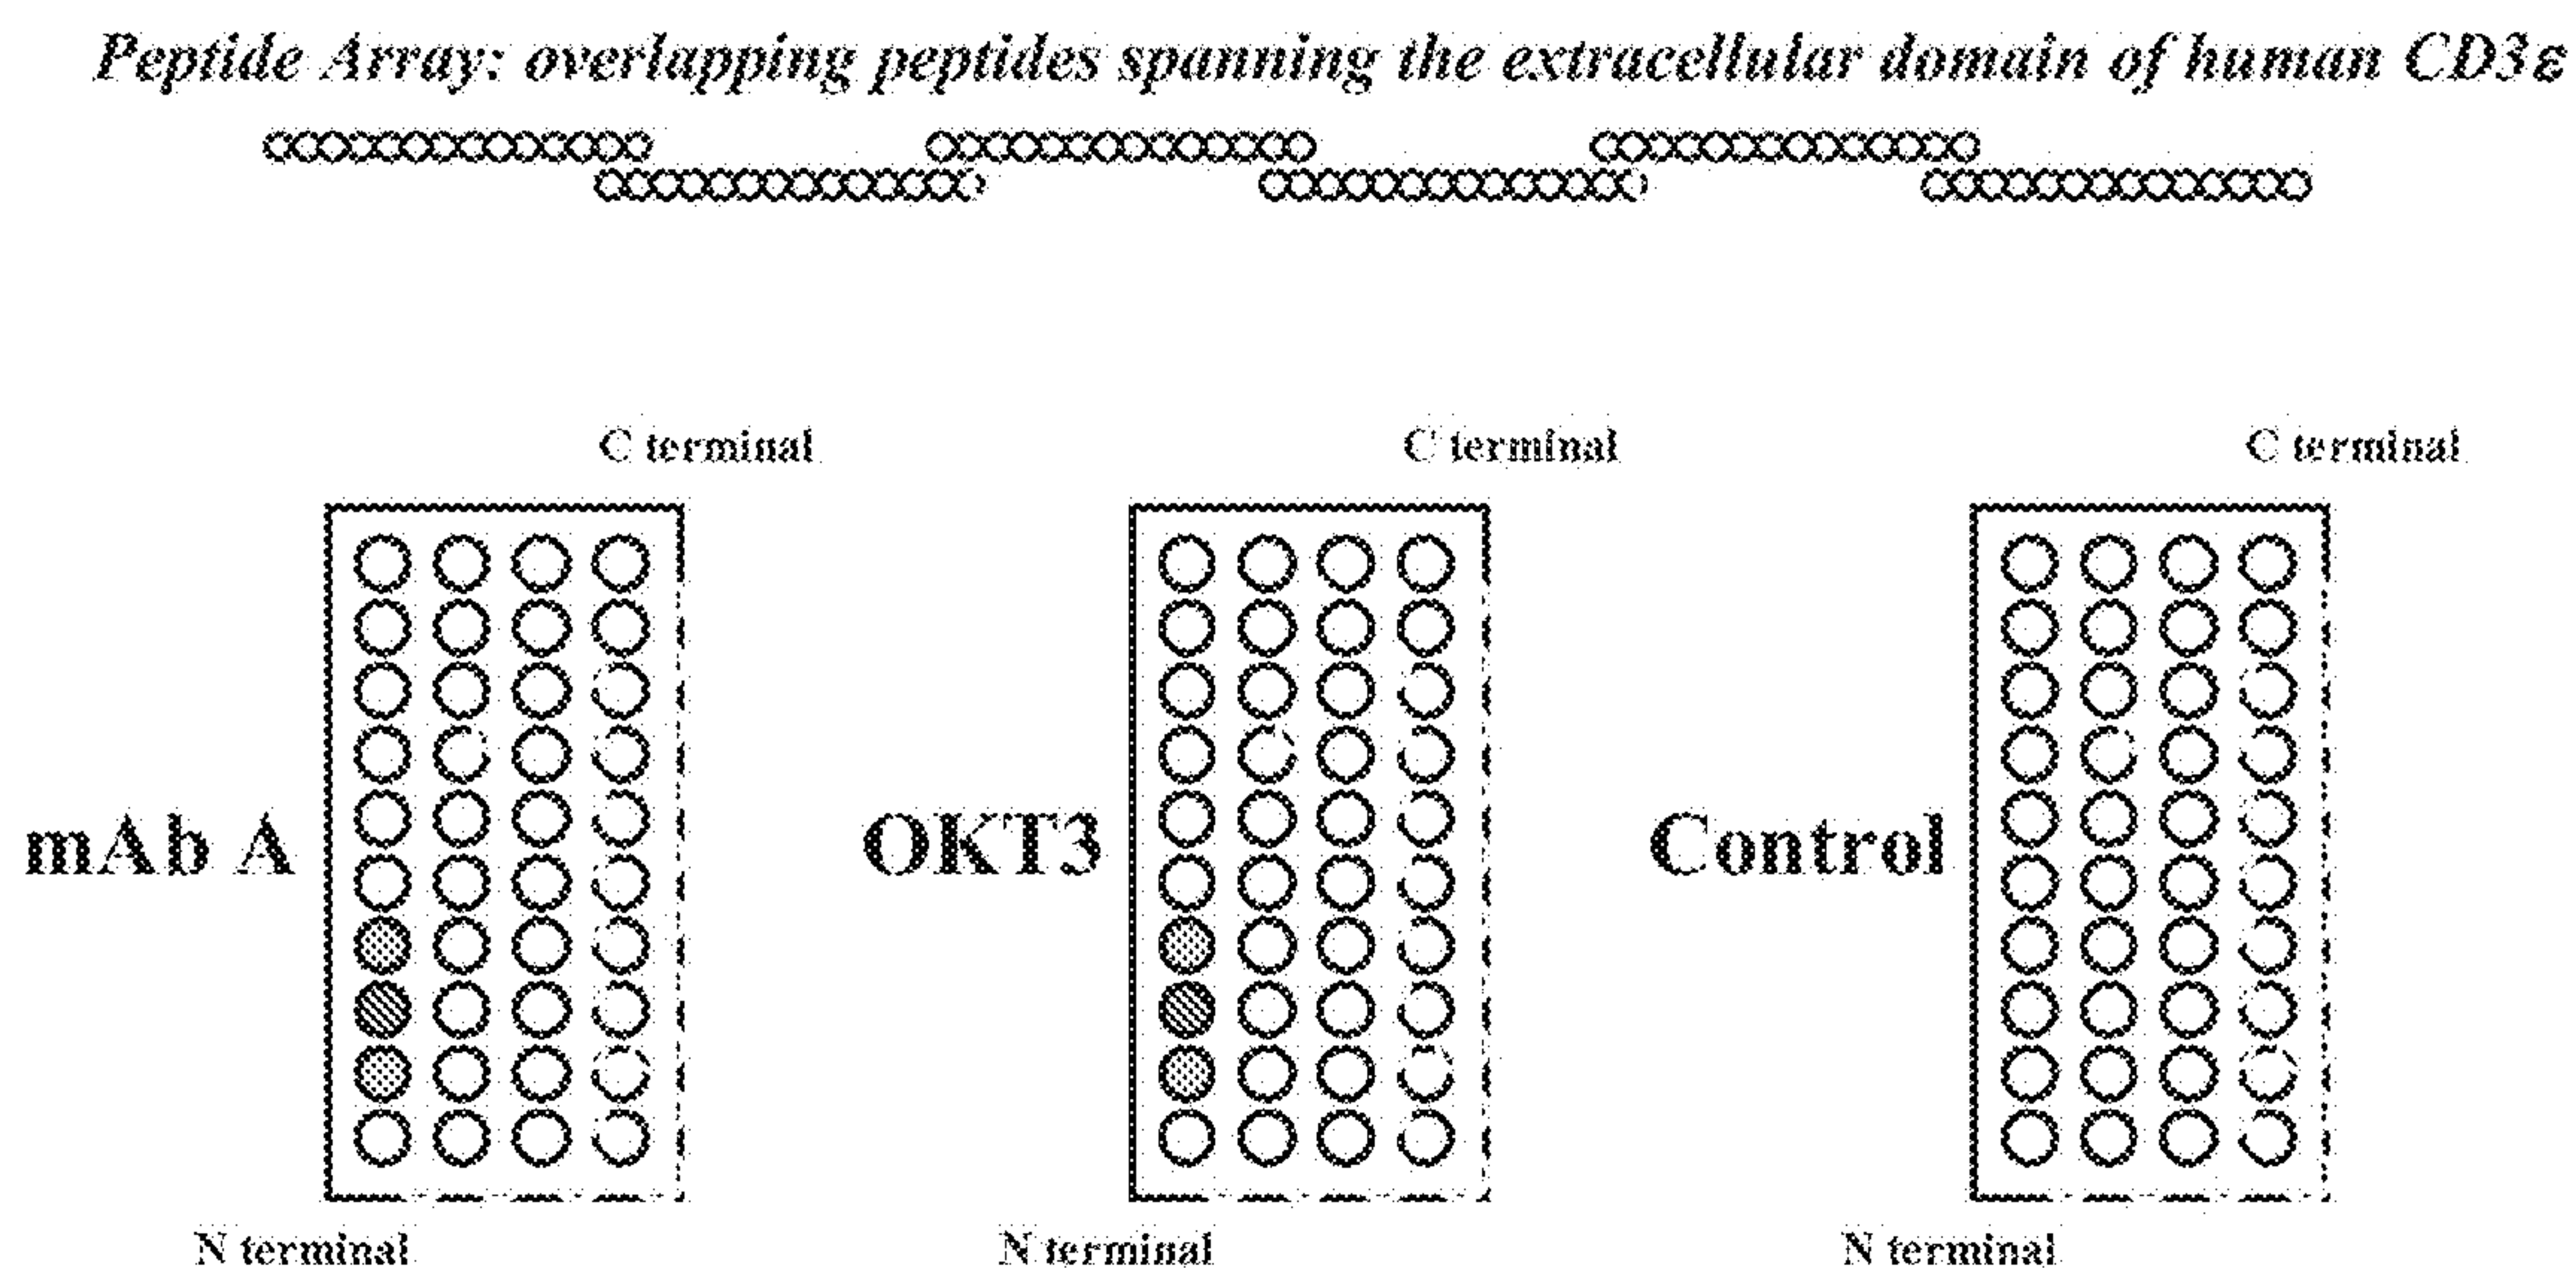 Peptide Array: overlapping peptides spanning the extracellular domain of human CD3ε
C terminal
C terminal
C terminal
mAb A
OKT3
Control
N terminal
N terminal
N terminal